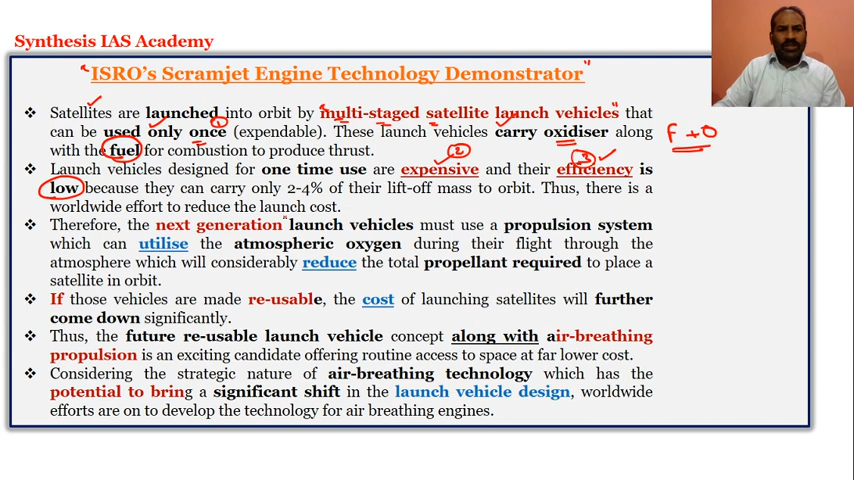 Synthesis IAS Academy
"ISRO's Scramjet Engine Technology Demonstrator"
❖ Satellites are launched into orbit by "multi-staged satellite launch vehicles" that
1
can be used only once (expendable). These launch vehicles carry oxidiser along
F + O
with the fuel for combustion to produce thrust.
2 3
❖ Launch vehicles designed for one time use are expensive and their efficiency is
low because they can carry only 2-4% of their lift-off mass to orbit. Thus, there is a
worldwide effort to reduce the launch cost.
❖ Therefore, the next generation" launch vehicles must use a propulsion system
which can utilise the atmospheric oxygen during their flight through the
atmosphere which will considerably reduce the total propellant required to place a
satellite in orbit.
❖ If those vehicles are made re-usable, the cost of launching satellites will further
come down significantly.
❖ Thus, the future re-usable launch vehicle concept along with air-breathing
propulsion is an exciting candidate offering routine access to space at far lower cost.
❖ Considering the strategic nature of air-breathing technology which has the
potential to bring a significant shift in the launch vehicle design, worldwide
efforts are on to develop the technology for air breathing engines.